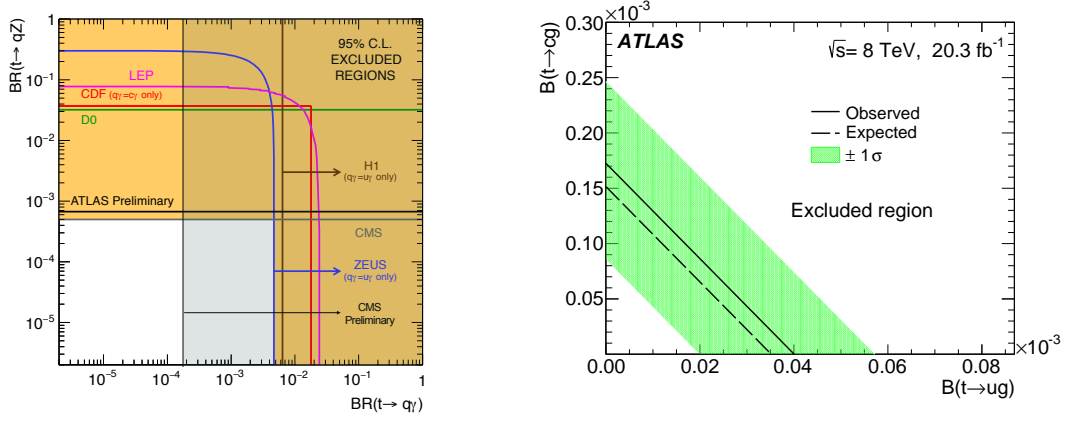 BR(t→ qZ)
1
10⁻¹
10⁻²
10⁻³
10⁻⁴
10⁻⁵
95% C.L.
EXCLUDED
REGIONS
LEP
CDF (qγ=cγ only)
D0
H1
(qγ=uγ only)
ATLAS Preliminary
CMS
ZEUS
(qγ=uγ only)
CMS
Preliminary
10⁻⁵ 10⁻⁴ 10⁻³ 10⁻² 10⁻¹ 1
BR(t→ qγ)
×10⁻³
B(t→cg)
0.30
0.25
0.20
0.15
0.10
0.05
ATLAS
√s= 8 TeV, 20.3 fb⁻¹
Observed
Expected
± 1σ
Excluded region
0.00 0.02 0.04 0.06 0.08 ×10⁻³
B(t→ug)